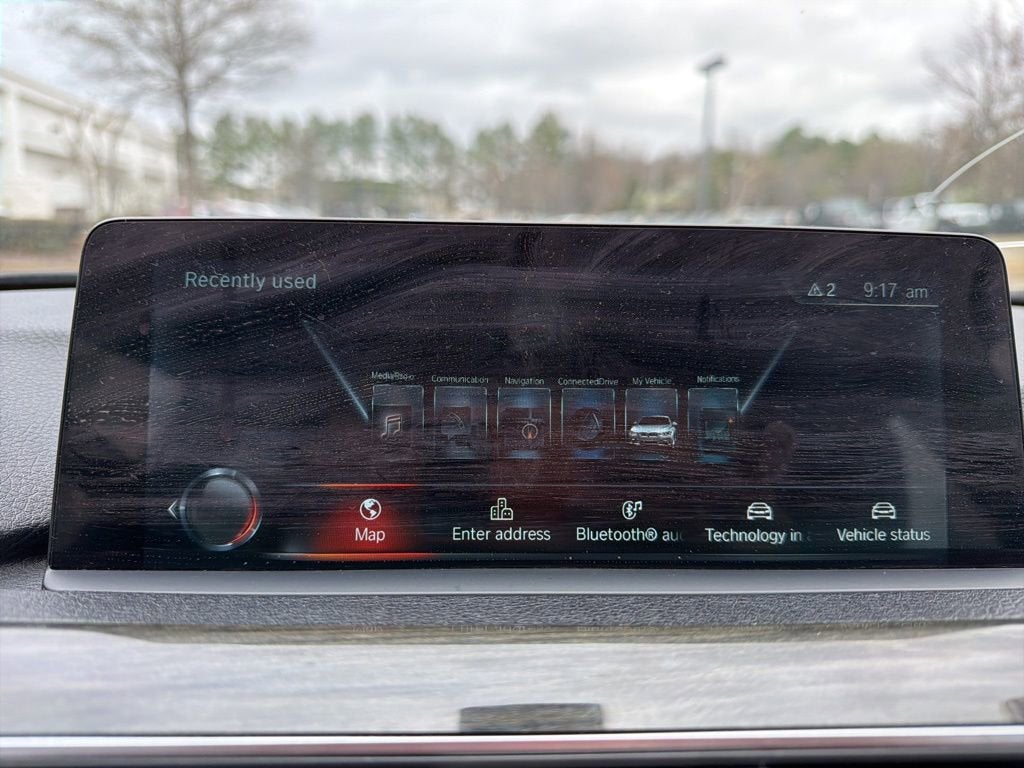 Recently used
2 9:17 am
Media/Radio Communication Navigation ConnectedDrive My Vehicle Notifications
Map Enter address Bluetooth® au Technology in Vehicle status